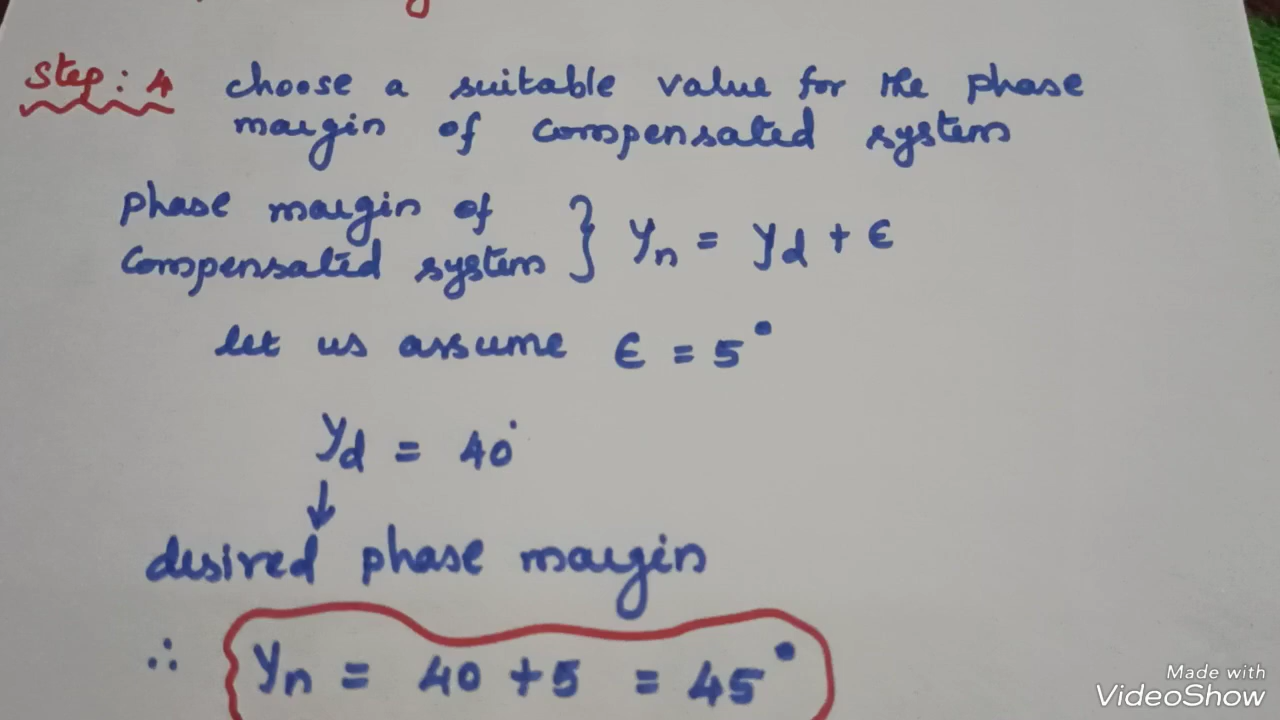 Step: 4 choose a suitable value for the phase
margin of compensated system
phase margin of
compensated system } γn = γd + ϵ
let us assume ϵ = 5°
γd = 40°
↓
desired phase margin
∴ γn = 40 + 5 = 45°
Made with
VideoShow